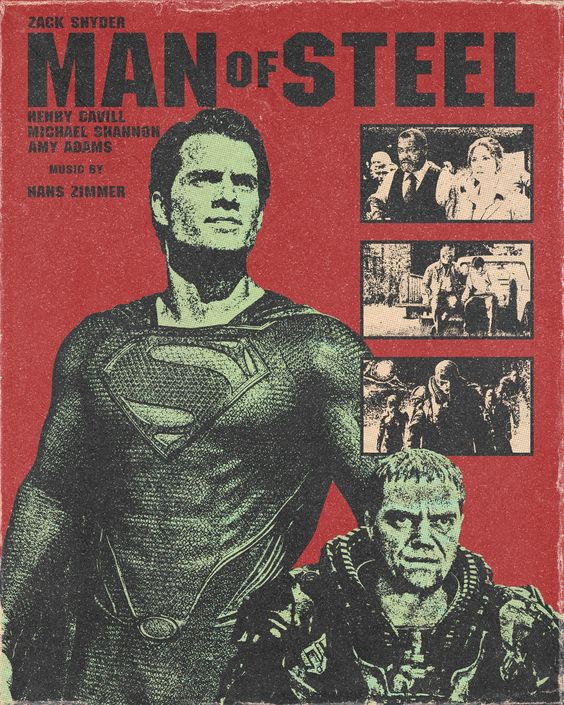 ZACK SNYDER
MAN OF STEEL
HENRY CAVILL
MICHAEL SHANNON
AMY ADAMS
MUSIC BY
HANS ZIMMER